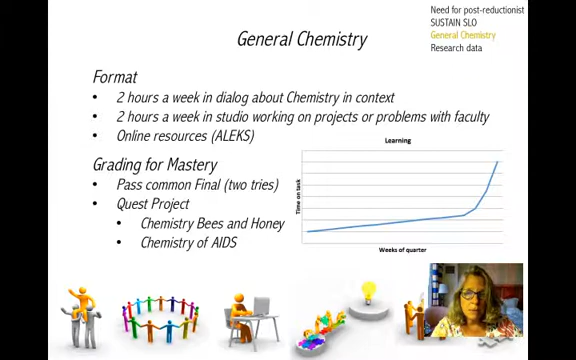 Need for post-reductionist
SUSTAIN SLO
General Chemistry
Research data
General Chemistry
Format
• 2 hours a week in dialog about Chemistry in context
• 2 hours a week in studio working on projects or problems with faculty
• Online resources (ALEKS)
Grading for Mastery
• Pass common Final (two tries)
• Quest Project
• Chemistry Bees and Honey
• Chemistry of AIDS
Learning
Time on task
Weeks of quarter